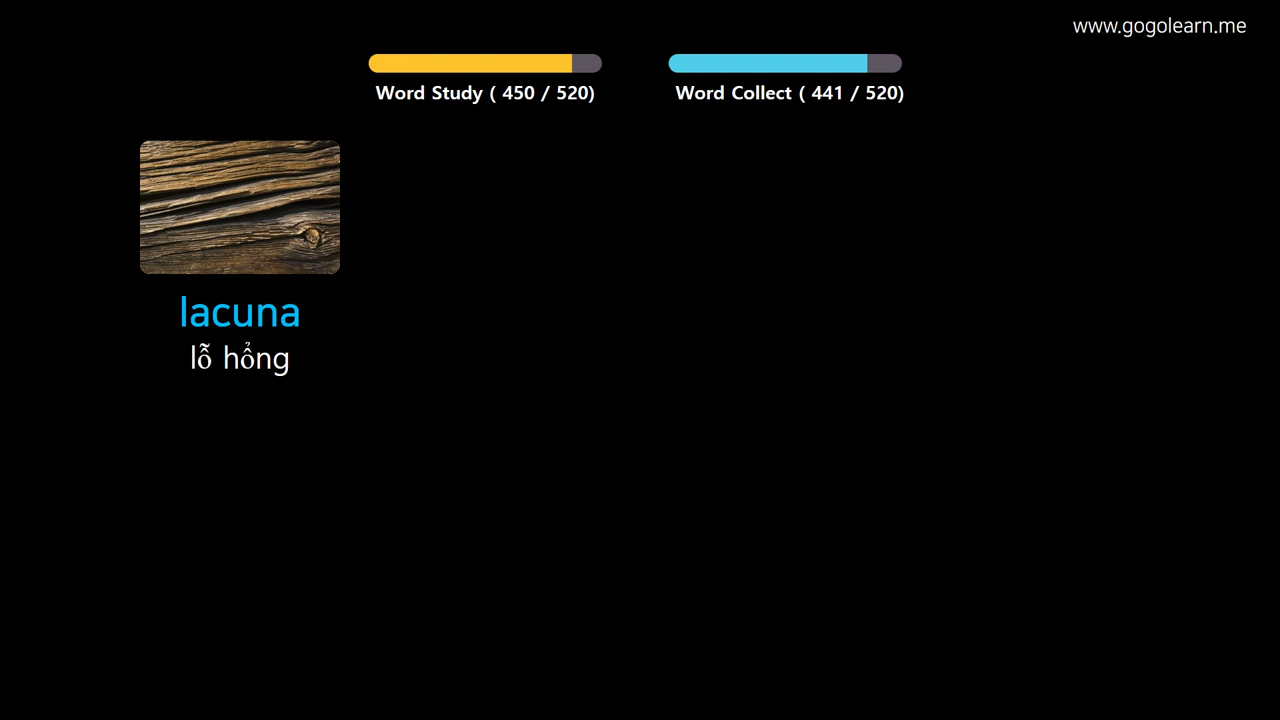 www.gogolearn.me
Word Study ( 450 / 520)
Word Collect ( 441 / 520)
lacuna
lỗ hổng